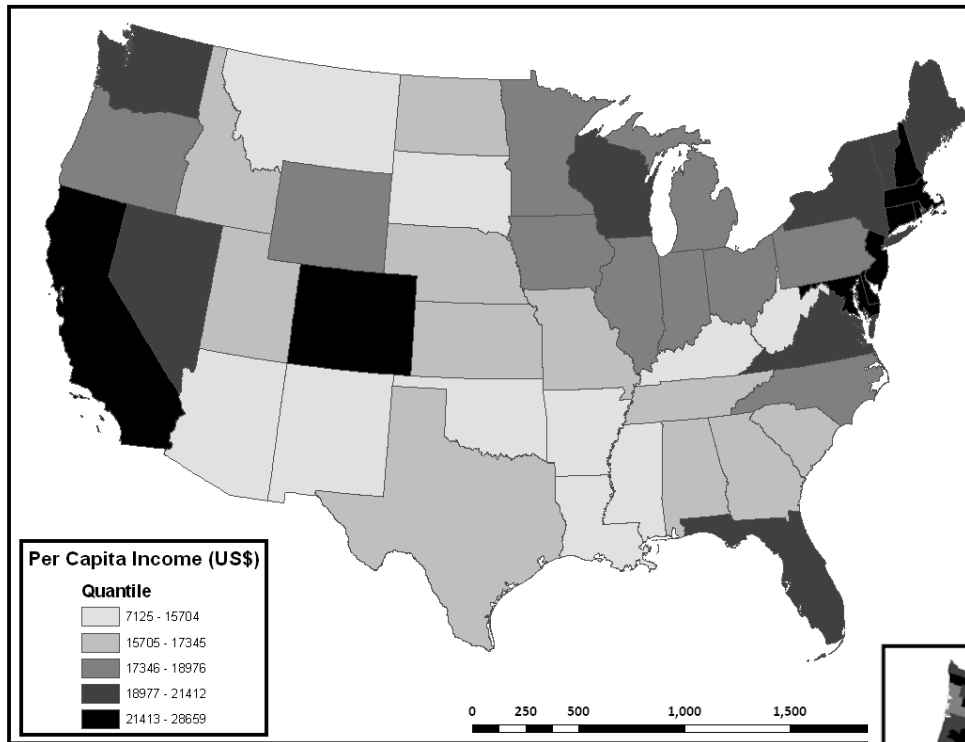 Per Capita Income (US$)
Quantile
7125 - 15704
15705 - 17345
17346 - 18976
18977 - 21412
21413 - 28659
0 250 500 1,000 1,500